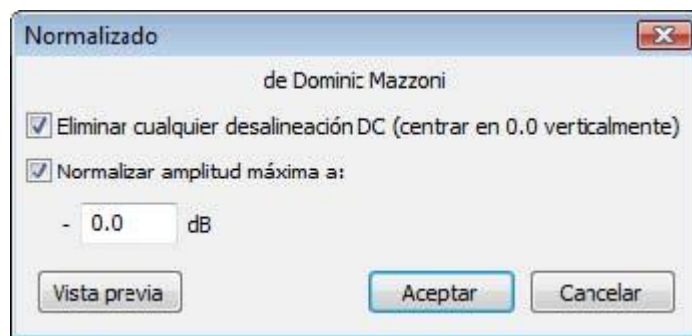 Normalizado
de Dominic Mazzoni
Eliminar cualquier desalineación DC (centrar en 0.0 verticalmente)
Normalizar amplitud máxima a:
- 0.0 dB
Vista previa Aceptar Cancelar